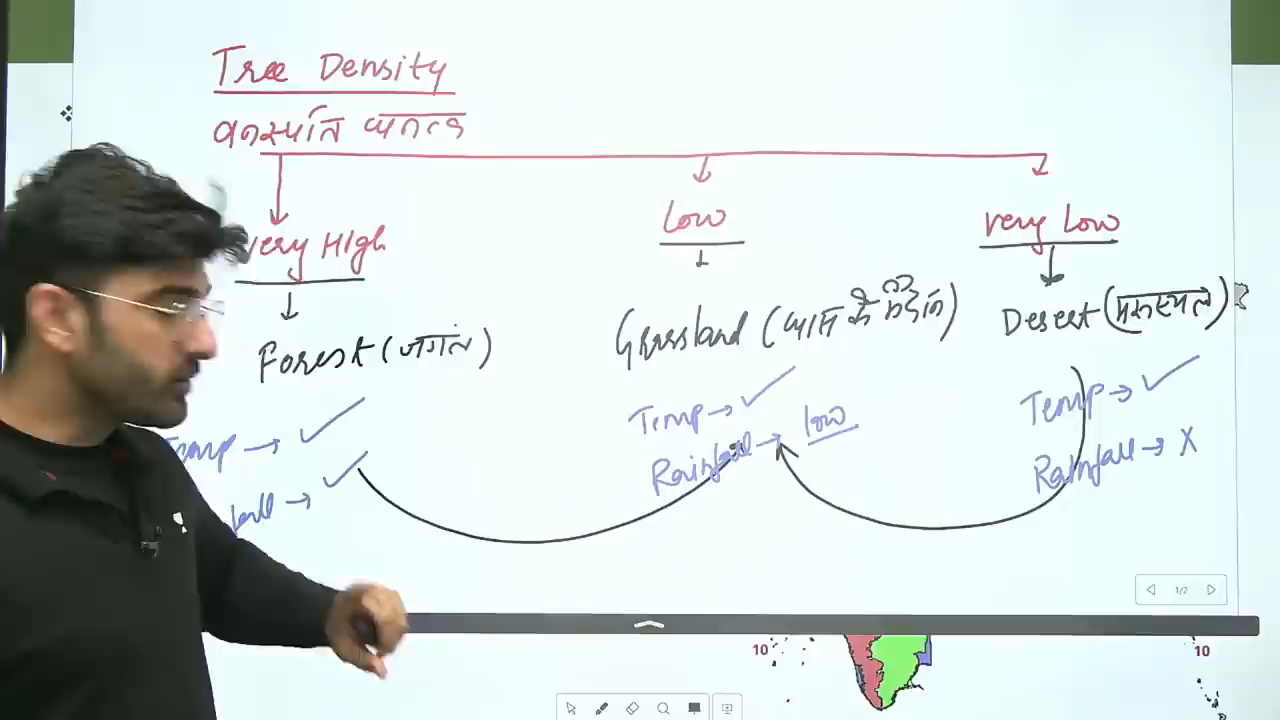 Tree Density
वनस्पति घनत्व
very High
Low
very Low
Forest (जंगल)
Grassland (घास के मैदान)
Desert (मरूस्थल)
Temp → ✓
Temp → ✓
Rainfall → low
Temp → ✓
Rainfall → X
fall → ✓
1/2
10
10